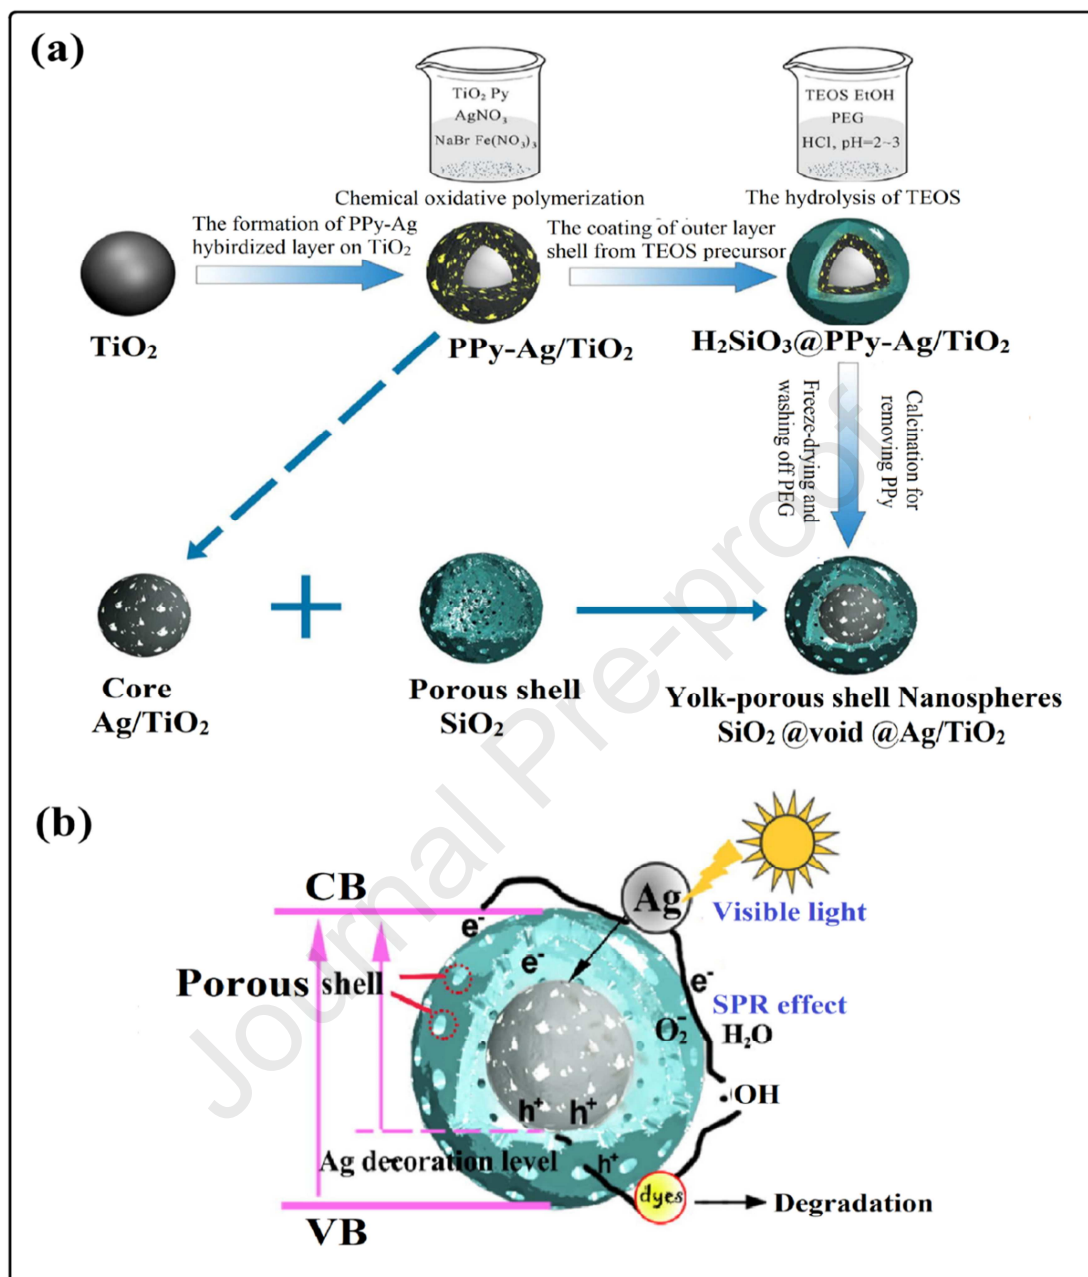 (a)
TiO₂ Py
AgNO₃
NaBr Fe(NO₃)₃
TEOS EtOH
PEG
HCl, pH=2~3
Chemical oxidative polymerization
The hydrolysis of TEOS
The formation of PPy-Ag
hybirdized layer on TiO₂
The coating of outer layer
shell from TEOS precursor
TiO₂
PPy-Ag/TiO₂
H₂SiO₃@PPy-Ag/TiO₂
Calcination for
removing PPy
Freeze-drying and
washing off PEG
Core
Ag/TiO₂
+
Porous shell
SiO₂
Yolk-porous shell Nanospheres
SiO₂ @void @Ag/TiO₂
(b)
CB
Ag
Visible light
e⁻
e⁻
e⁻
Porous shell
SPR effect
O₂⁻
H₂O
·OH
h⁺ h⁺
Ag decoration level
h⁺
dyes
Degradation
VB
Journal Pre-proof